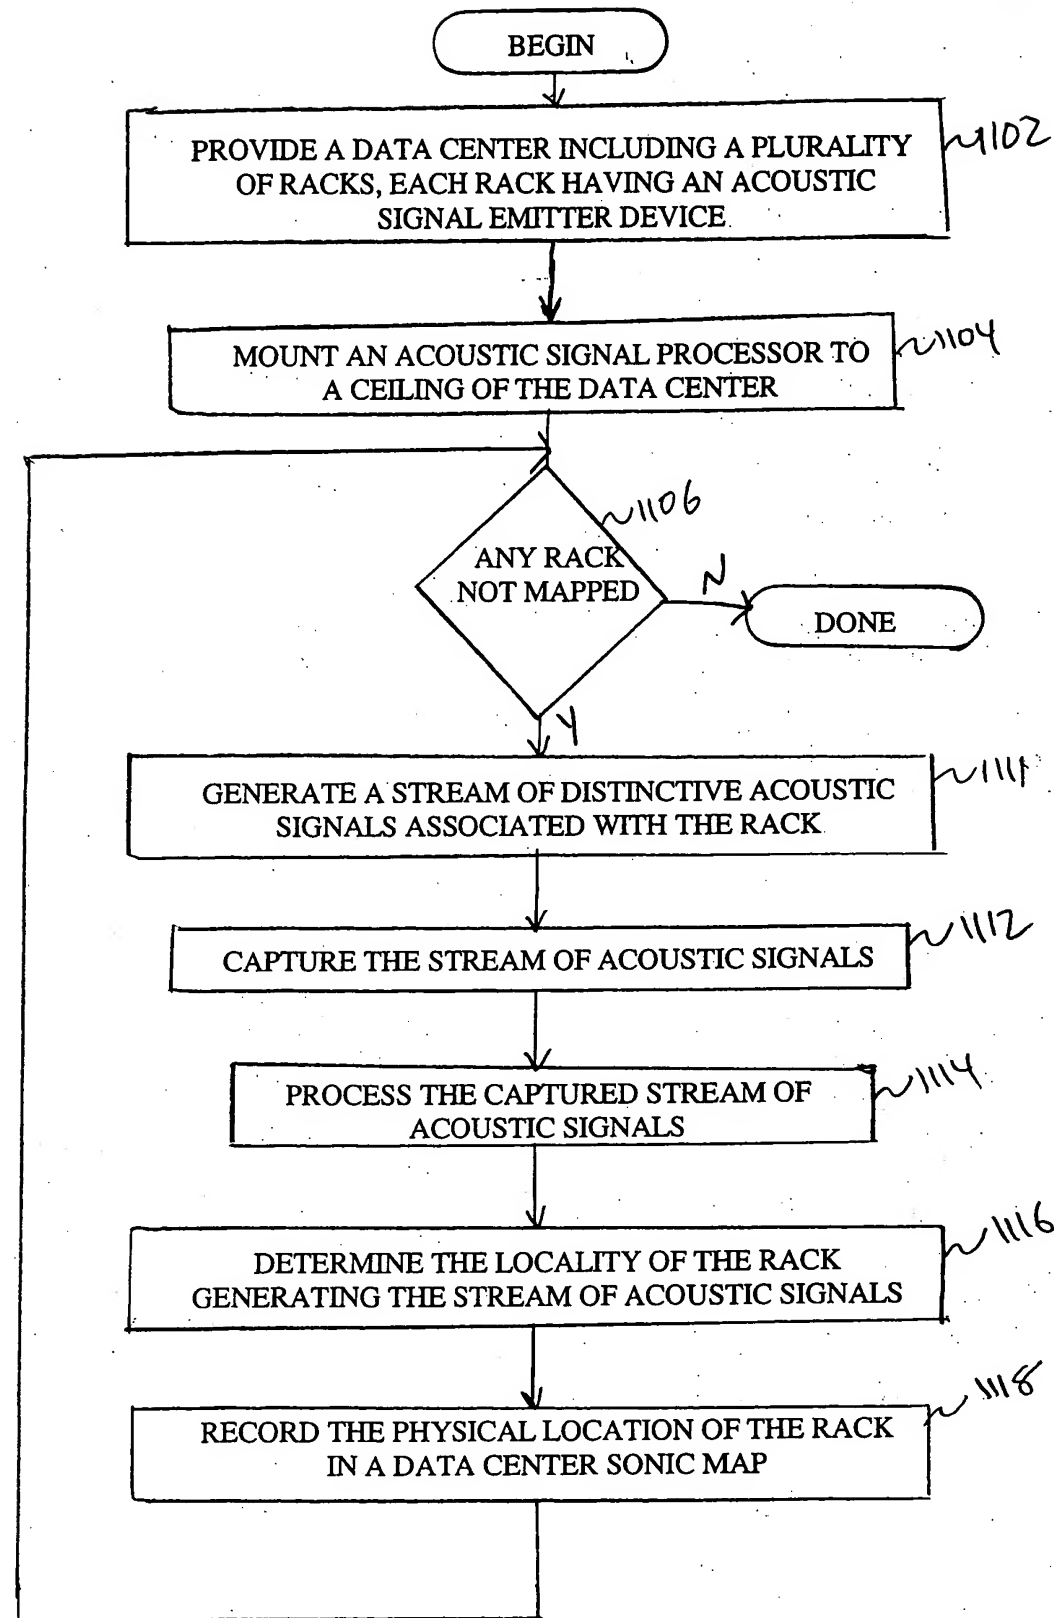 BEGIN
PROVIDE A DATA CENTER INCLUDING A PLURALITY
OF RACKS, EACH RACK HAVING AN ACOUSTIC
SIGNAL EMITTER DEVICE
1102
MOUNT AN ACOUSTIC SIGNAL PROCESSOR TO
A CEILING OF THE DATA CENTER
1104
1106
ANY RACK
NOT MAPPED
N
DONE
Y
GENERATE A STREAM OF DISTINCTIVE ACOUSTIC
SIGNALS ASSOCIATED WITH THE RACK
1111
CAPTURE THE STREAM OF ACOUSTIC SIGNALS
1112
PROCESS THE CAPTURED STREAM OF
ACOUSTIC SIGNALS
1114
DETERMINE THE LOCALITY OF THE RACK
GENERATING THE STREAM OF ACOUSTIC SIGNALS
1116
RECORD THE PHYSICAL LOCATION OF THE RACK
IN A DATA CENTER SONIC MAP
1118